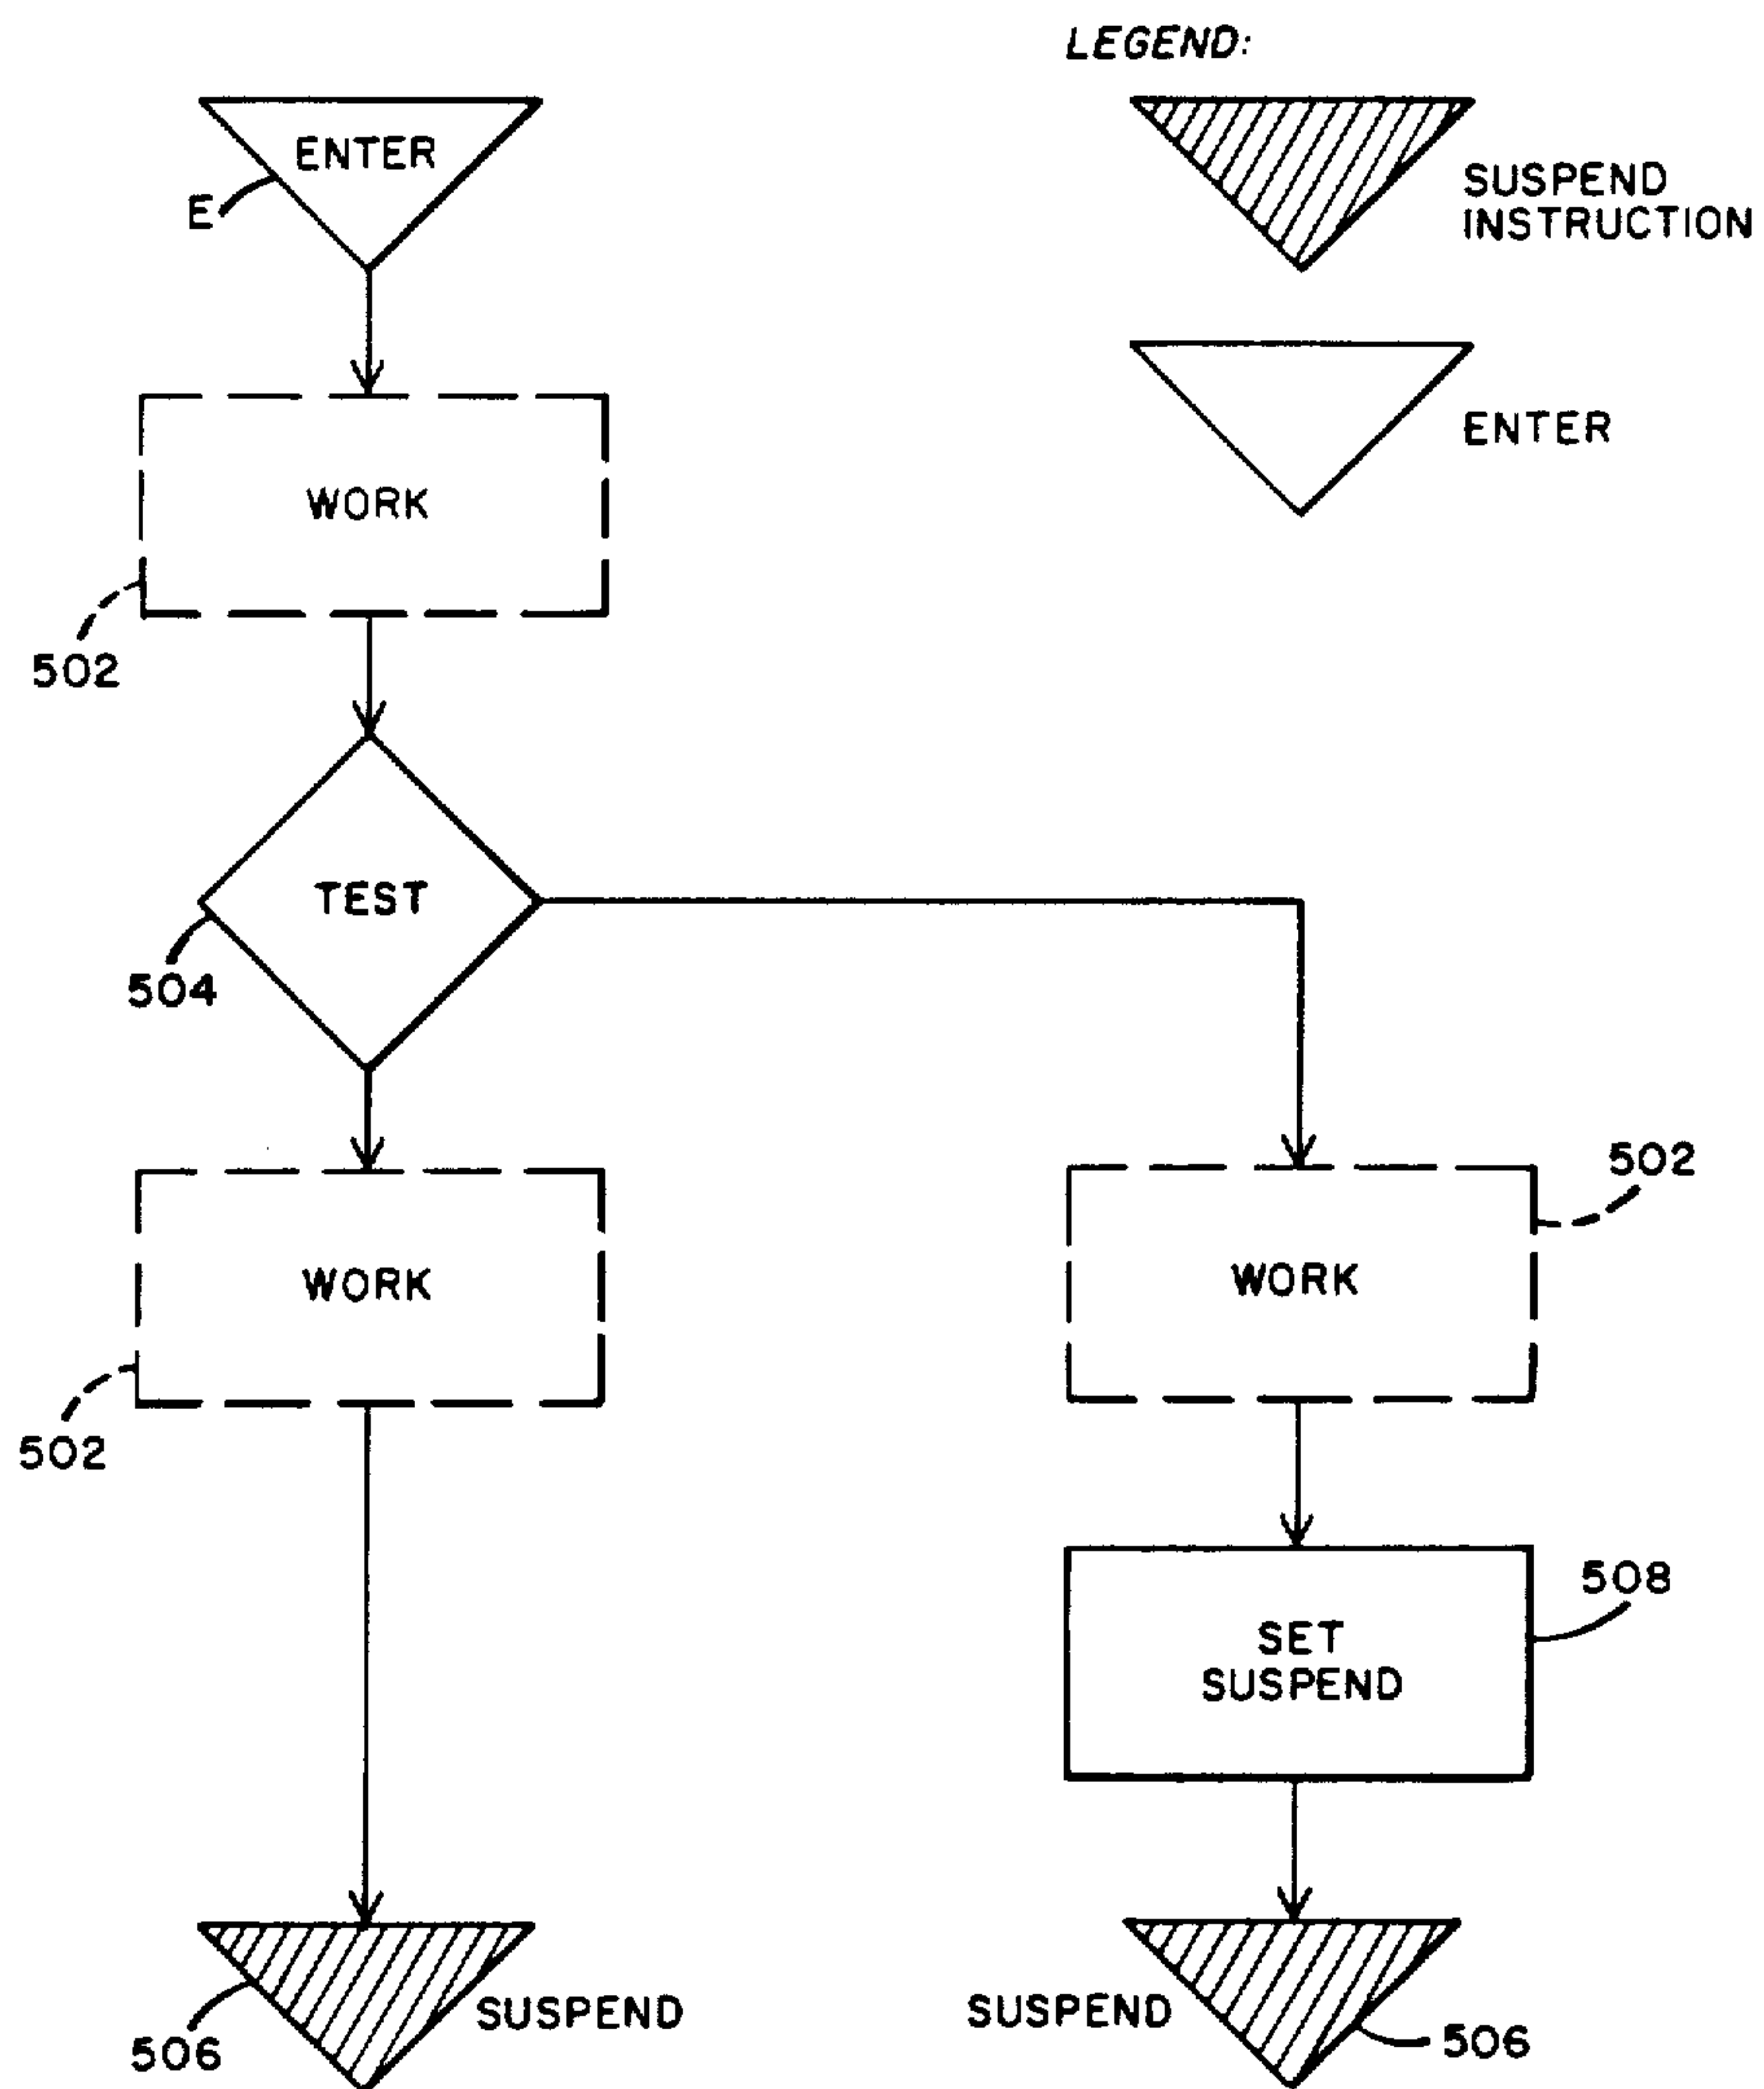 LEGEND:
ENTER
E
SUSPEND
INSTRUCTION
ENTER
WORK
502
TEST
504
502
WORK
WORK
502
508
SET
SUSPEND
SUSPEND
506
SUSPEND
506